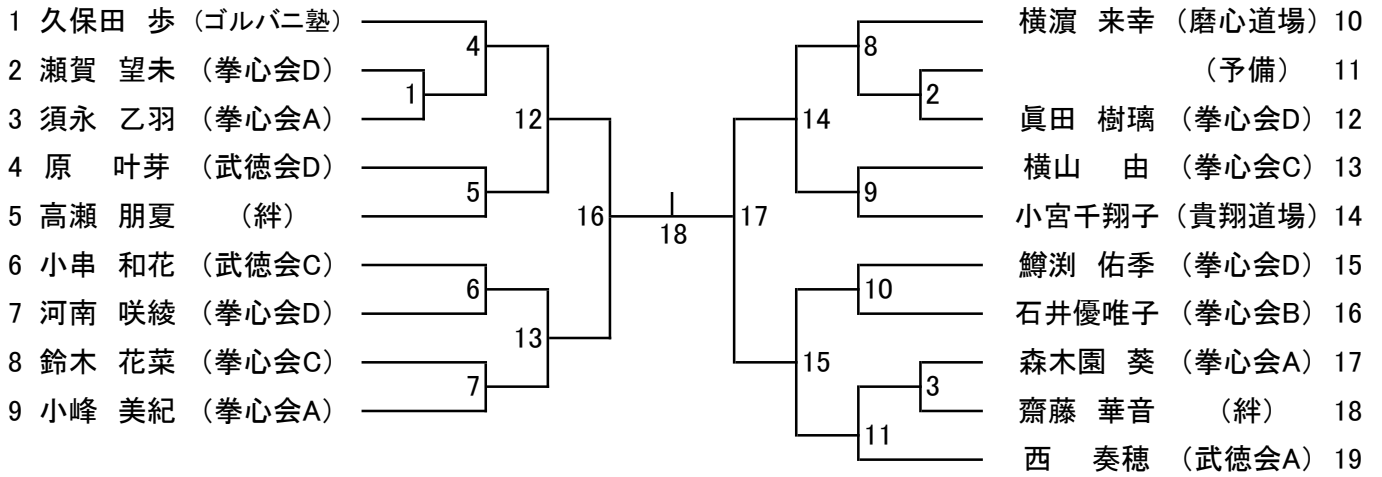 1 久保田 歩 (ゴルバニ塾)
2 瀬賀 望未 (拳心会D)
3 須永 乙羽 (拳心会A)
4 原 叶芽 (武徳会D)
5 高瀬 朋夏 (絆)
6 小串 和花 (武徳会C)
7 河南 咲綾 (拳心会D)
8 鈴木 花菜 (拳心会C)
9 小峰 美紀 (拳心会A)
4
1
12
5
16
6
13
7
18
17
8
2
14
9
10
15
3
11
横濵 来幸 (磨心道場) 10
(予備) 11
眞田 樹璃 (拳心会D) 12
横山 由 (拳心会C) 13
小宮千翔子 (貴翔道場) 14
鱒渕 佑季 (拳心会D) 15
石井優唯子 (拳心会B) 16
森木園 葵 (拳心会A) 17
齋藤 華音 (絆) 18
西 奏穂 (武徳会A) 19